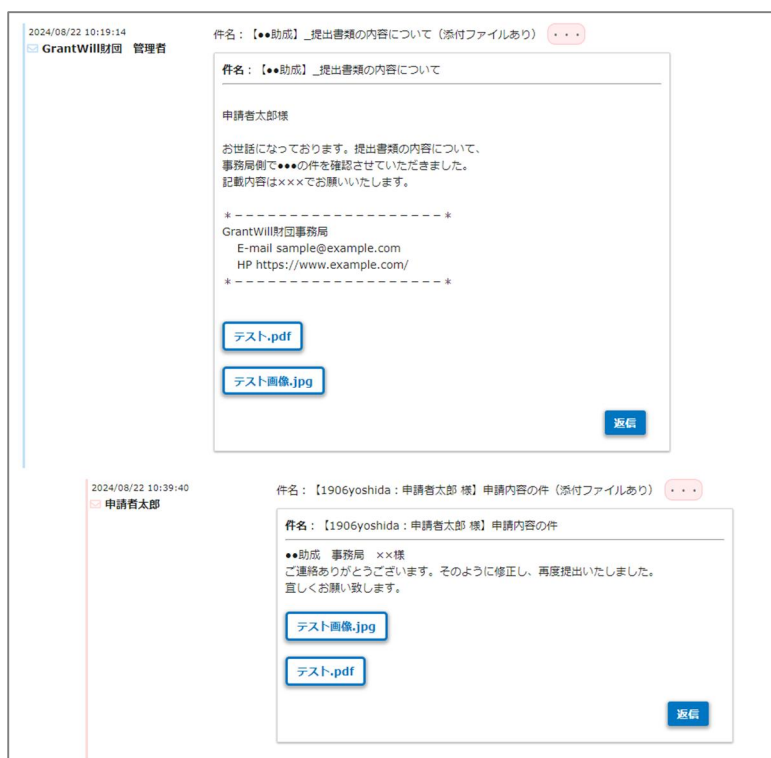 2024/08/22 10:19:14
GrantWill財団　管理者
件名：【●●助成】_提出書類の内容について（添付ファイルあり）
・・・
件名：【●●助成】_提出書類の内容について
申請者太郎様
お世話になっております。提出書類の内容について、
事務局側で●●●の件を確認させていただきました。
記載内容は×××でお願いいたします。
＊－－－－－－－－－－－－－－－－－－－－＊
GrantWill財団事務局
E-mail sample@example.com
HP https://www.example.com/
＊－－－－－－－－－－－－－－－－－－－－＊
テスト.pdf
テスト画像.jpg
返信
2024/08/22 10:39:40
申請者太郎
件名：【1906yoshida：申請者太郎 様】申請内容の件（添付ファイルあり）
・・・
件名：【1906yoshida：申請者太郎 様】申請内容の件
●●助成　事務局　××様
ご連絡ありがとうございます。そのように修正し、再度提出いたしました。
宜しくお願い致します。
テスト画像.jpg
テスト.pdf
返信